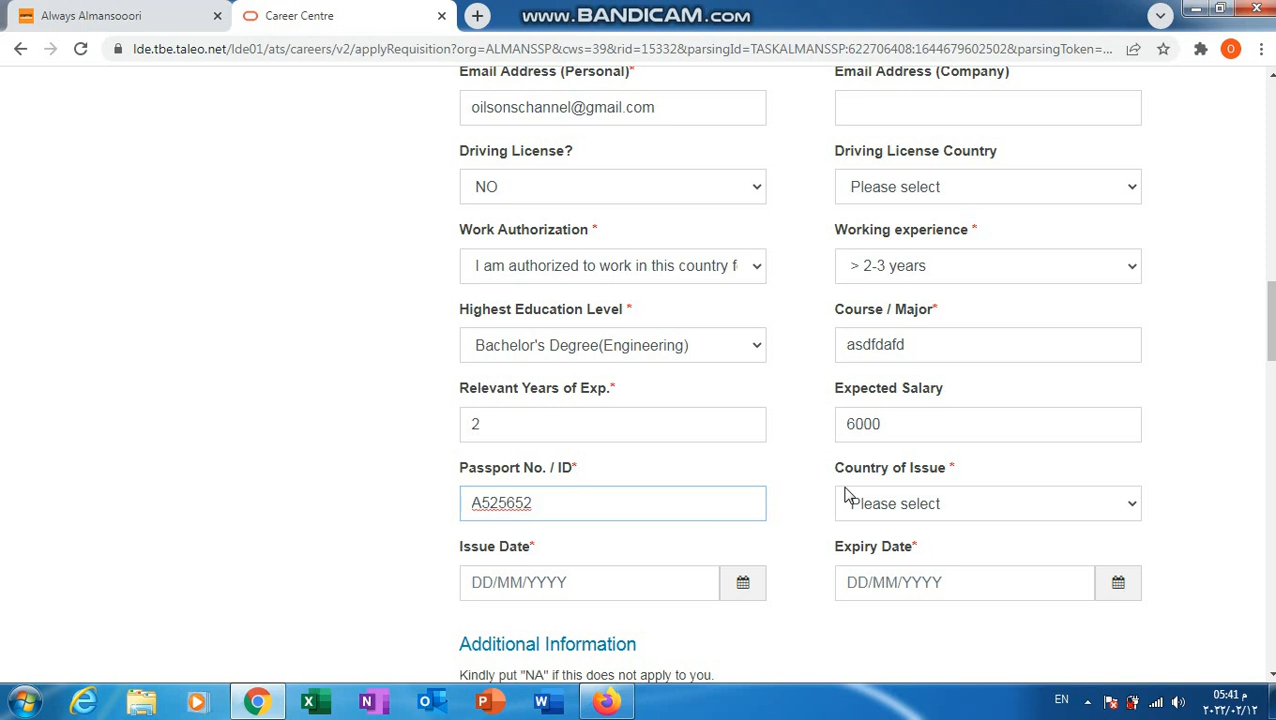 Always Almansooori
Career Centre
www.BANDICAM.com
lde.tbe.taleo.net/lde01/ats/careers/v2/applyRequisition?org=ALMANSSP&cws=39&rid=15332&parsingId=TASKALMANSSP:622706408:1644679602502&parsingToken=...
O
Email Address (Personal)* Email Address (Company)
oilsonschannel@gmail.com
Driving License? Driving License Country
NO Please select
Work Authorization * Working experience *
I am authorized to work in this country f > 2-3 years
Highest Education Level * Course / Major*
Bachelor's Degree(Engineering) asdfdafd
Relevant Years of Exp.* Expected Salary
2 6000
Passport No. / ID* Country of Issue *
A525652 Please select
Issue Date* Expiry Date*
DD/MM/YYYY DD/MM/YYYY
Additional Information
Kindly put "NA" if this does not apply to you.
EN 05:41 م
٢٠٢٢/٠٢/١٢